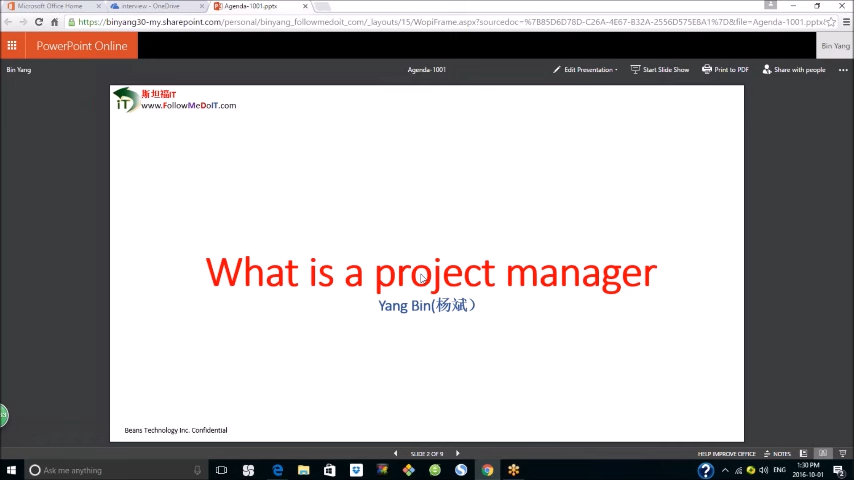 Microsoft Office Home
interview - OneDrive
Agenda-1001.pptx
https://binyang30-my.sharepoint.com/personal/binyang_followmedoit_com/_layouts/15/WopiFrame.aspx?sourcedoc=%7B85D6D78D-C26A-4E67-B32A-2556D575E8A1%7D&file=Agenda-1001.pptx&
PowerPoint Online
Bin Yang
Bin Yang
Agenda-1001
Edit Presentation
Start Slide Show
Print to PDF
Share with people
斯坦福IT
iT
www.FollowMeDoIT.com
What is a project manager
Yang Bin(杨斌）
Beans Technology Inc. Confidential
SLIDE 2 OF 9
HELP IMPROVE OFFICE
NOTES
Ask me anything
ENG
1:30 PM
2016-10-01